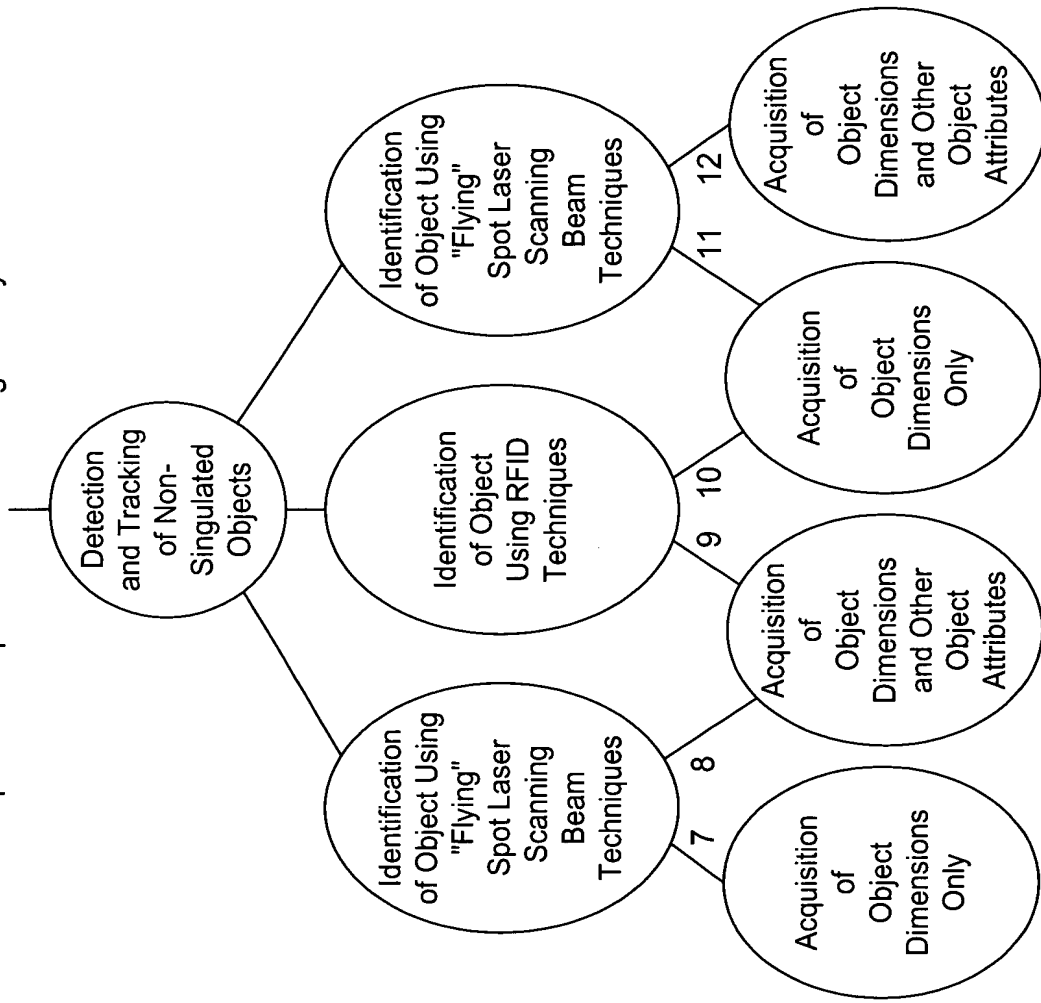 Detection
and Tracking
of Non-
Singulated
Objects
Identification
of Object Using
"Flying"
Spot Laser
Scanning
Beam
Techniques
Identification
of Object
Using RFID
Techniques
Identification
of Object Using
"Flying"
Spot Laser
Scanning
Beam
Techniques
7
8
9
10
11
12
Acquisition
of
Object
Dimensions
Only
Acquisition
of
Object
Dimensions
and Other
Object
Attributes
Acquisition
of
Object
Dimensions
Only
Acquisition
of
Object
Dimensions
and Other
Object
Attributes